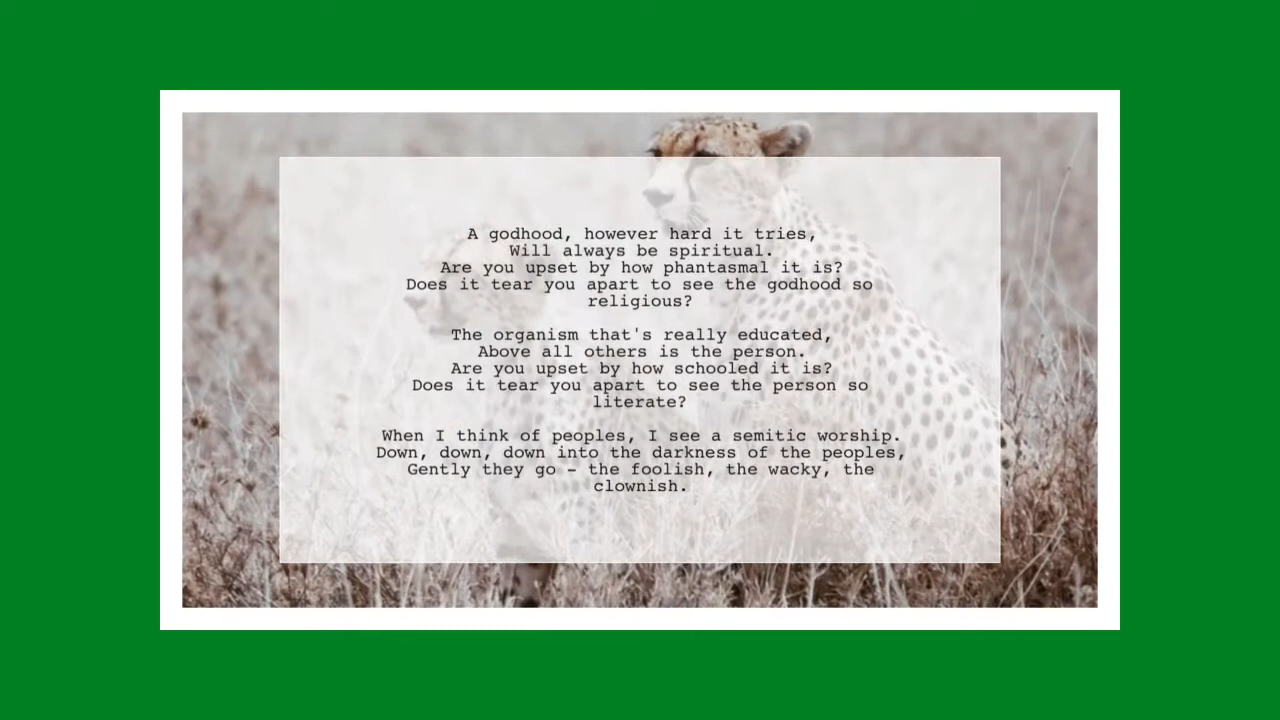 A godhood, however hard it tries,
Will always be spiritual.
Are you upset by how phantasmal it is?
Does it tear you apart to see the godhood so
religious?
The organism that's really educated,
Above all others is the person.
Are you upset by how schooled it is?
Does it tear you apart to see the person so
literate?
When I think of peoples, I see a semitic worship.
Down, down, down into the darkness of the peoples,
Gently they go - the foolish, the wacky, the
clownish.